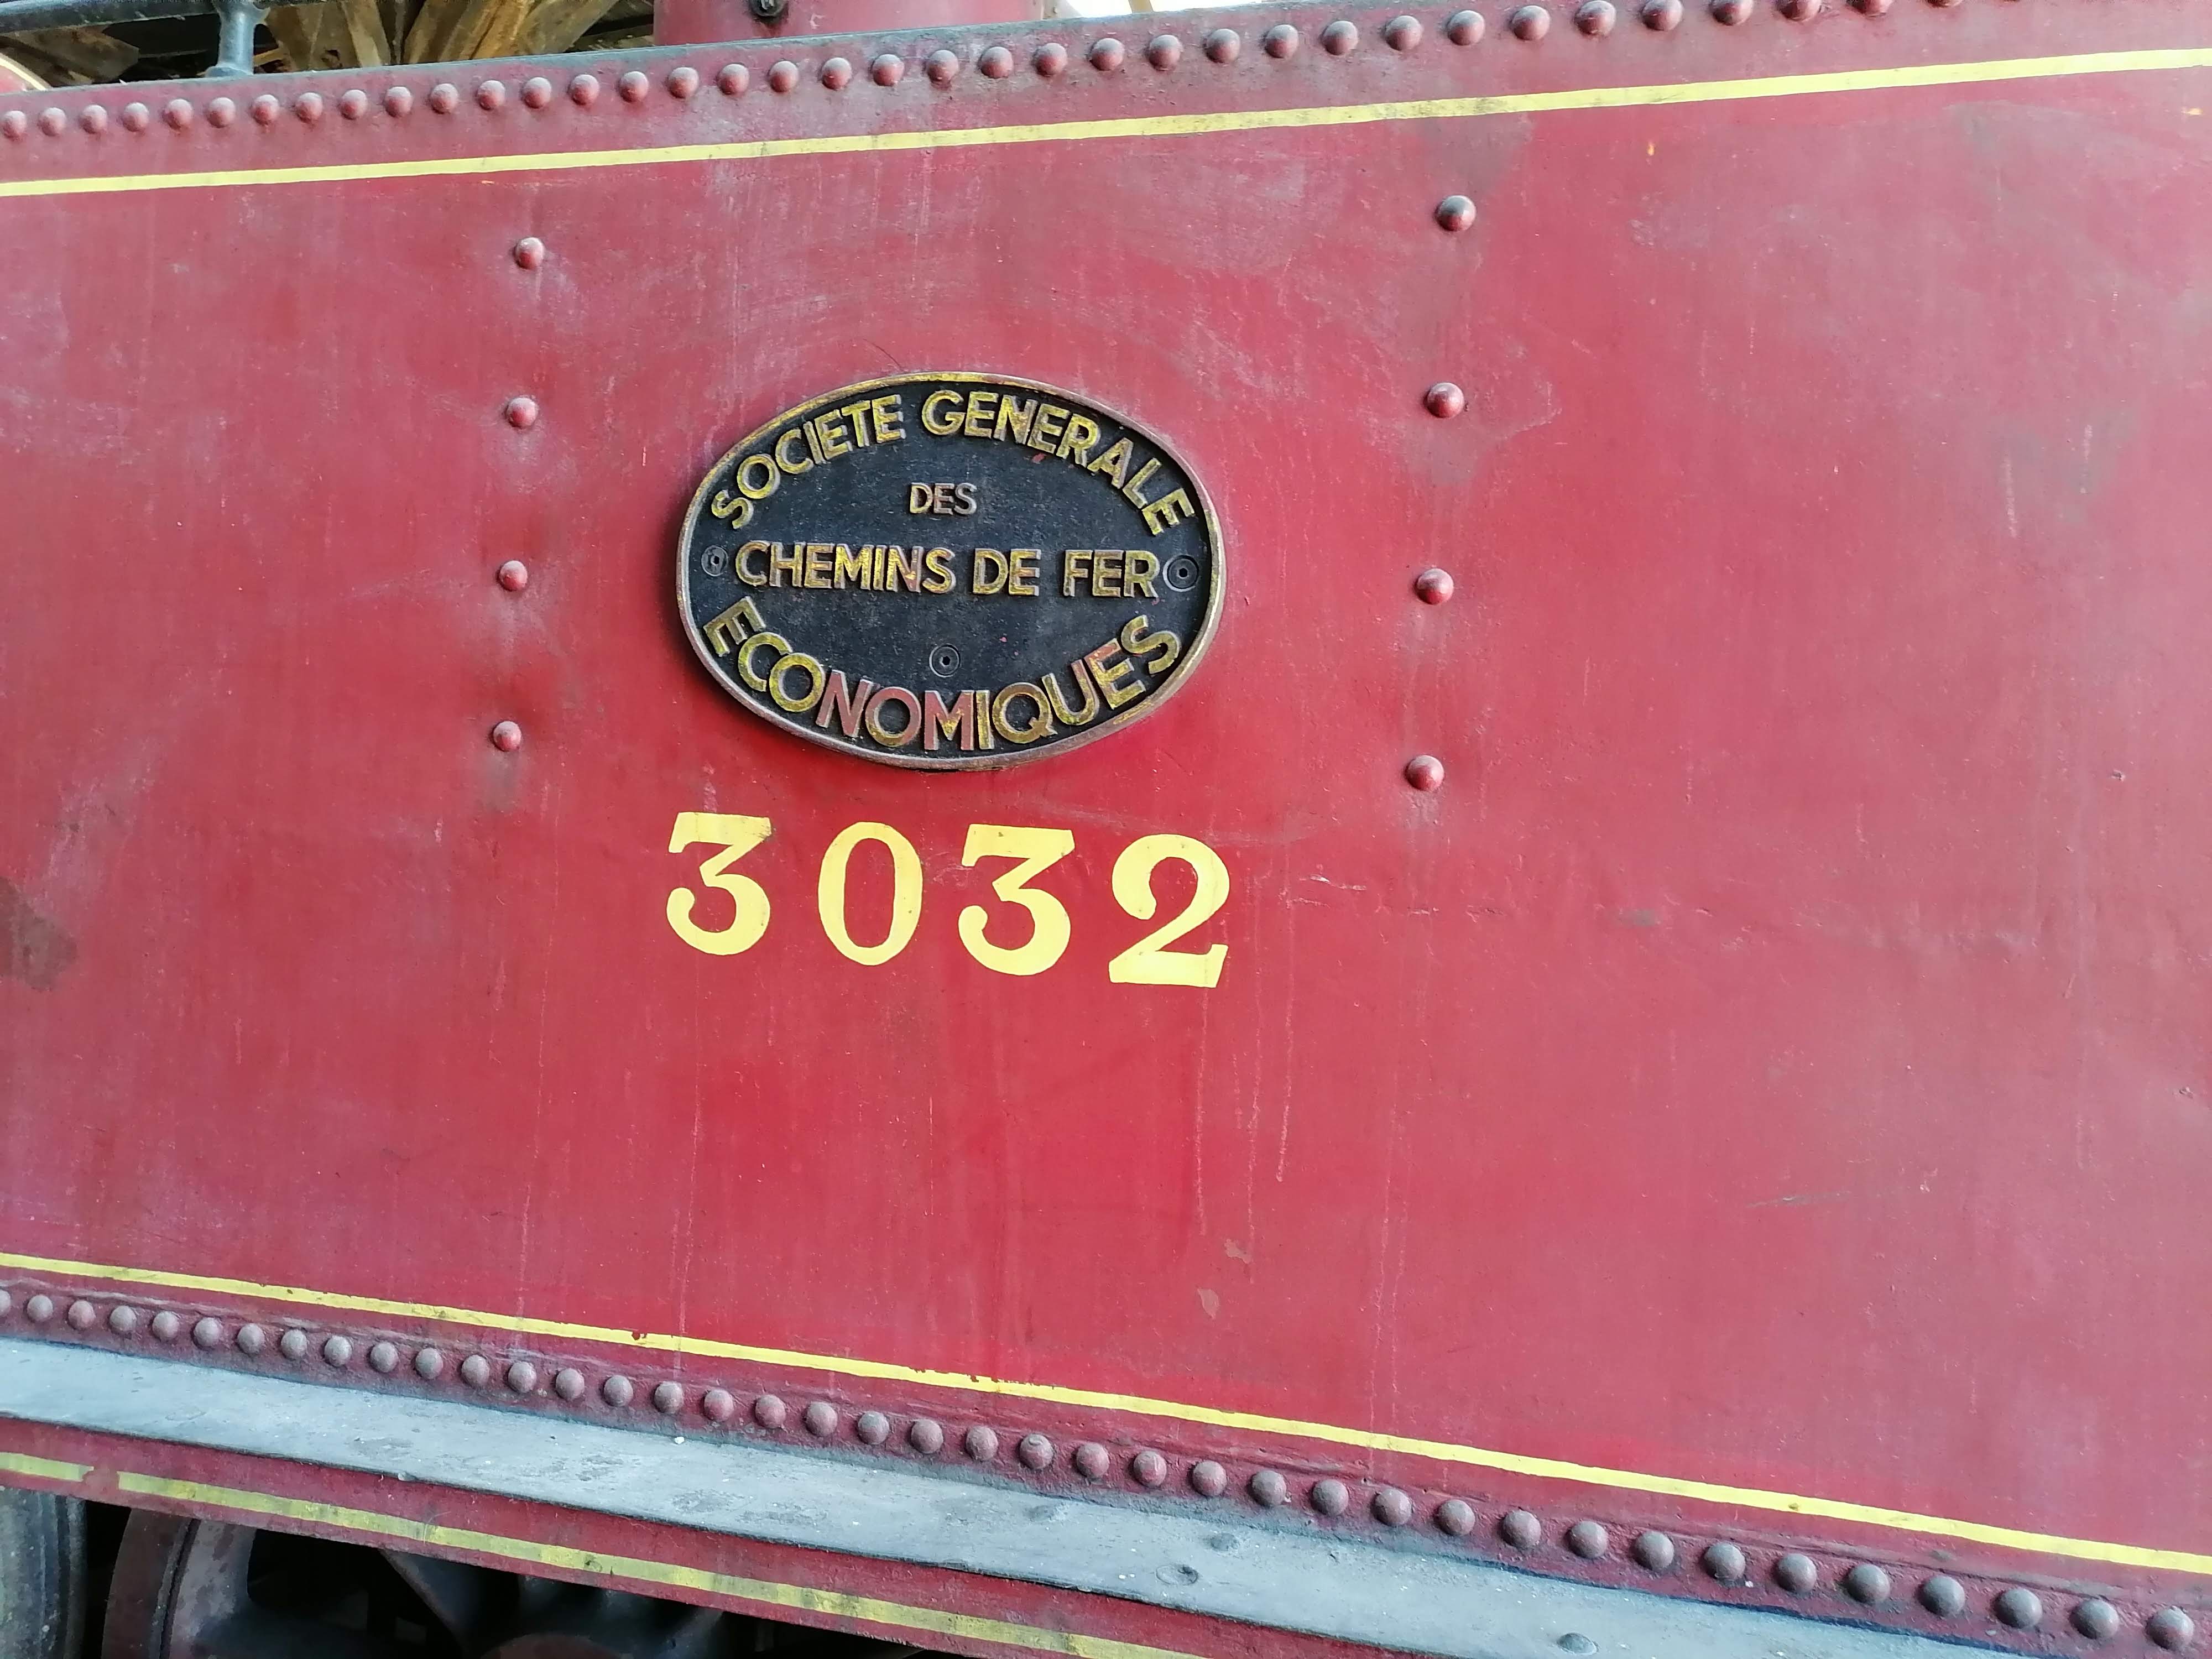 SOCIETE GENERALE
DES
CHEMINS DE FER
ECONOMIQUES
3032